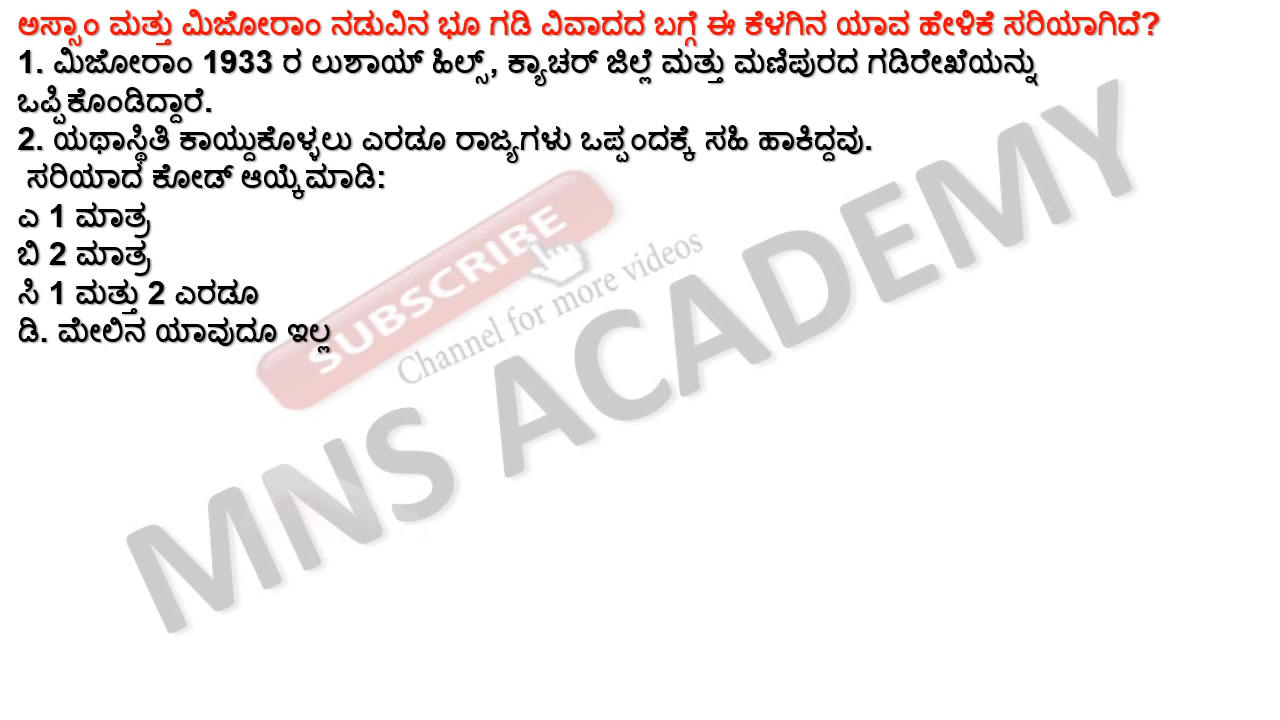 ಅಸ್ಸಾಂ ಮತ್ತು ಮಿಜೋರಾಂ ನಡುವಿನ ಭೂ ಗಡಿ ವಿವಾದದ ಬಗ್ಗೆ ಈ ಕೆಳಗಿನ ಯಾವ ಹೇಳಿಕೆ ಸರಿಯಾಗಿದೆ?
1. ಮಿಜೋರಾಂ 1933 ರ ಲುಶಾಯ್ ಹಿಲ್ಸ್, ಕ್ಯಾಚರ್ ಜಿಲ್ಲೆ ಮತ್ತು ಮಣಿಪುರದ ಗಡಿರೇಖೆಯನ್ನು
ಒಪ್ಪಿಕೊಂಡಿದ್ದಾರೆ.
2. ಯಥಾಸ್ಥಿತಿ ಕಾಯ್ದುಕೊಳ್ಳಲು ಎರಡೂ ರಾಜ್ಯಗಳು ಒಪ್ಪಂದಕ್ಕೆ ಸಹಿ ಹಾಕಿದ್ದವು.
ಸರಿಯಾದ ಕೋಡ್ ಆಯ್ಕೆಮಾಡಿ:
ಎ 1 ಮಾತ್ರ
ಬಿ 2 ಮಾತ್ರ
ಸಿ 1 ಮತ್ತು 2 ಎರಡೂ
ಡಿ. ಮೇಲಿನ ಯಾವುದೂ ಇಲ್ಲ
SUBSCRIBE
Channel for more videos
MNS ACADEMY